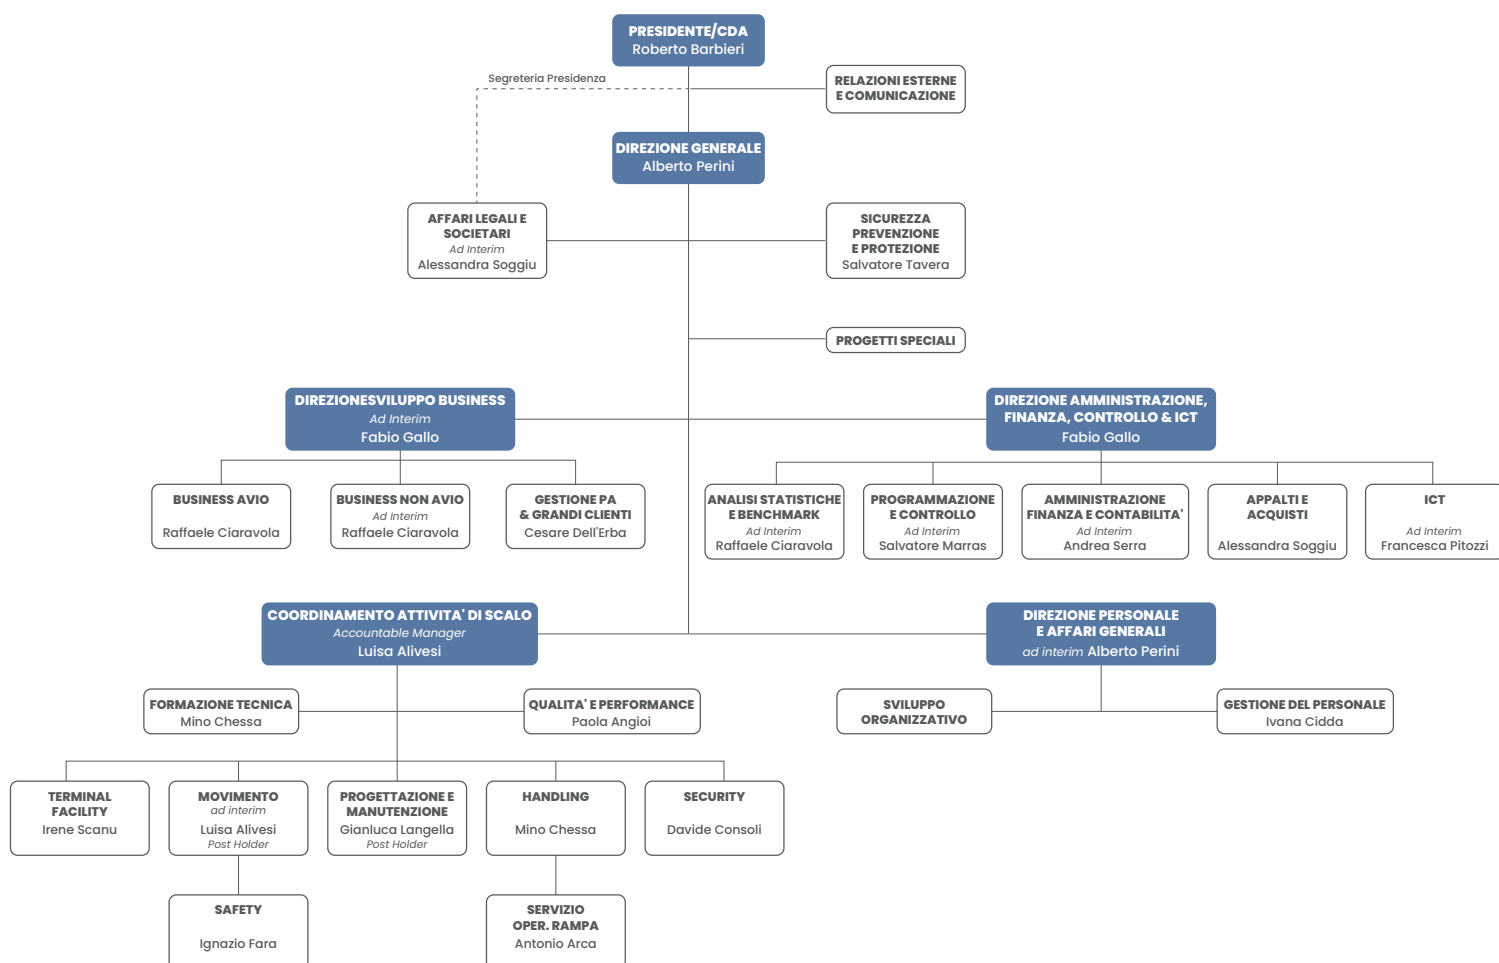 PRESIDENTE/CDA
Roberto Barbieri
Segreteria Presidenza
RELAZIONI ESTERNE
E COMUNICAZIONE
DIREZIONE GENERALE
Alberto Perini
AFFARI LEGALI E
SOCIETARI
Ad Interim
Alessandra Soggiu
SICUREZZA
PREVENZIONE
E PROTEZIONE
Salvatore Tavera
PROGETTI SPECIALI
DIREZIONESVILUPPO BUSINESS
Ad Interim
Fabio Gallo
DIREZIONE AMMINISTRAZIONE,
FINANZA, CONTROLLO & ICT
Fabio Gallo
BUSINESS AVIO
Raffaele Ciaravola
BUSINESS NON AVIO
Ad Interim
Raffaele Ciaravola
GESTIONE PA
& GRANDI CLIENTI
Cesare Dell'Erba
ANALISI STATISTICHE
E BENCHMARK
Ad Interim
Raffaele Ciaravola
PROGRAMMAZIONE
E CONTROLLO
Ad Interim
Salvatore Marras
AMMINISTRAZIONE
FINANZA E CONTABILITA'
Ad Interim
Andrea Serra
APPALTI E
ACQUISTI
Alessandra Soggiu
ICT
Ad Interim
Francesca Pitozzi
COORDINAMENTO ATTIVITA' DI SCALO
Accountable Manager
Luisa Alivesi
DIREZIONE PERSONALE
E AFFARI GENERALI
ad interim Alberto Perini
FORMAZIONE TECNICA
Mino Chessa
QUALITA' E PERFORMANCE
Paola Angioi
SVILUPPO
ORGANIZZATIVO
GESTIONE DEL PERSONALE
Ivana Cidda
TERMINAL
FACILITY
Irene Scanu
MOVIMENTO
ad interim
Luisa Alivesi
Post Holder
PROGETTAZIONE E
MANUTENZIONE
Gianluca Langella
Post Holder
HANDLING
Mino Chessa
SECURITY
Davide Consoli
SAFETY
Ignazio Fara
SERVIZIO
OPER. RAMPA
Antonio Arca